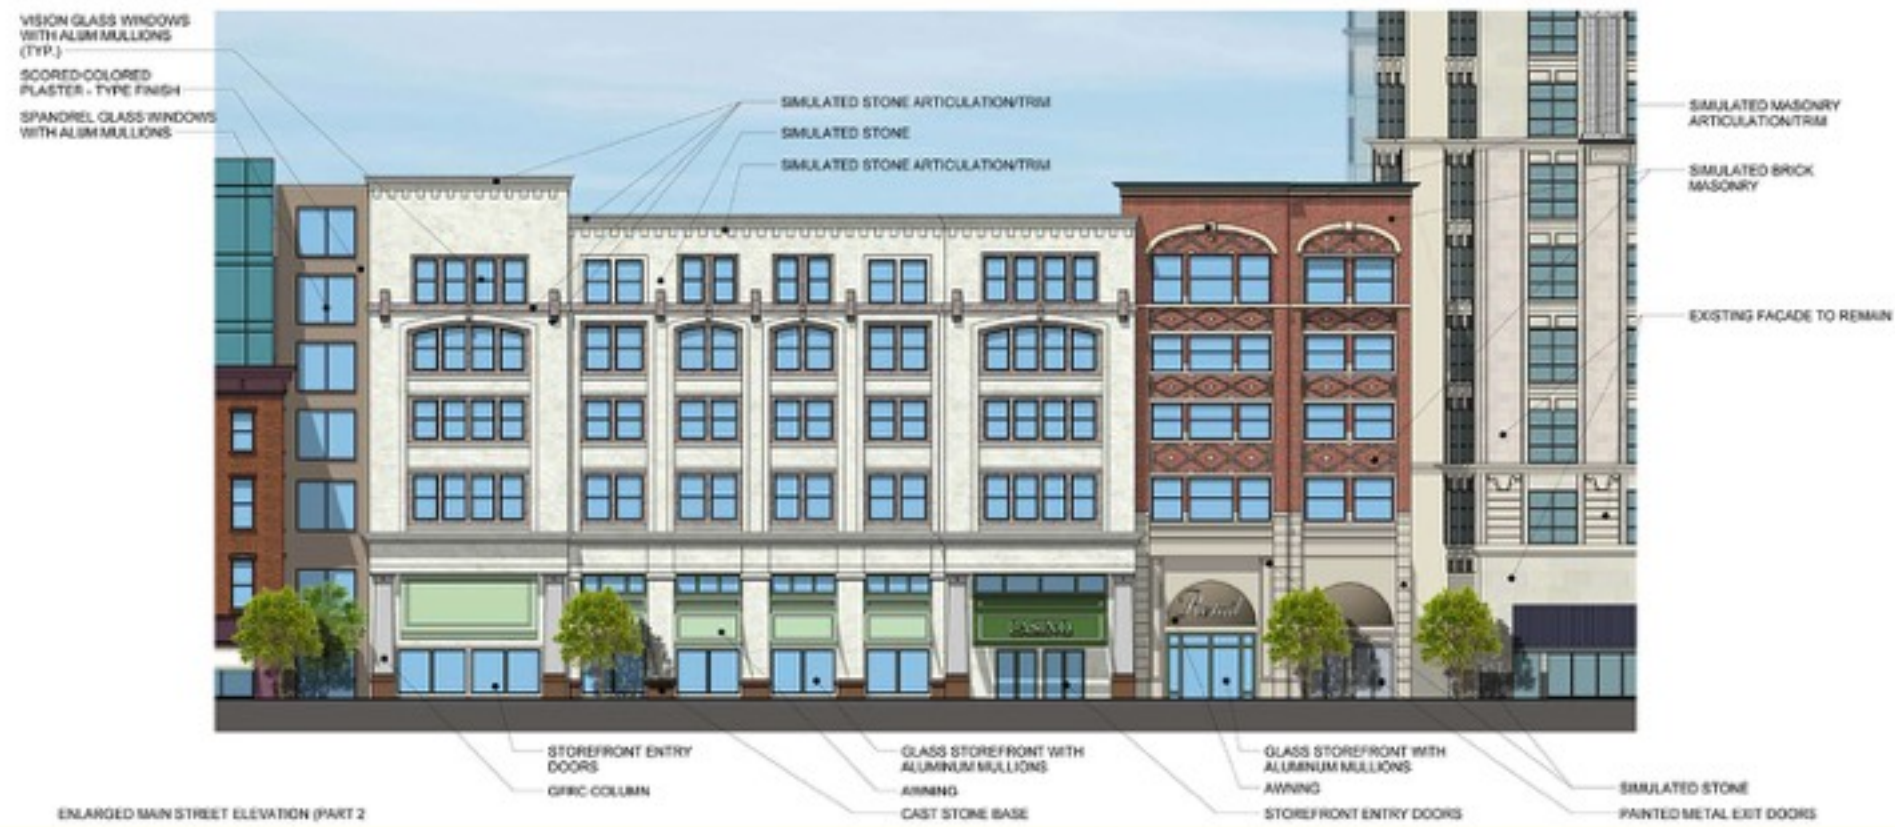 VISION GLASS WINDOWS
WITH ALUM MULLIONS
(TYP.)
SCORED COLORED
PLASTER - TYPE FINISH
SPANDREL GLASS WINDOWS
WITH ALUM MULLIONS
SIMULATED STONE ARTICULATION/TRIM
SIMULATED STONE
SIMULATED STONE ARTICULATION/TRIM
SIMULATED MASONRY
ARTICULATION/TRIM
SIMULATED BRICK
MASONRY
EXISTING FACADE TO REMAIN
CASINO
STOREFRONT ENTRY
DOORS
GFRC COLUMN
GLASS STOREFRONT WITH
ALUMINUM MULLIONS
AWNING
CAST STONE BASE
GLASS STOREFRONT WITH
ALUMINUM MULLIONS
AWNING
STOREFRONT ENTRY DOORS
SIMULATED STONE
PAINTED METAL EXIT DOORS
ENLARGED MAIN STREET ELEVATION (PART 2